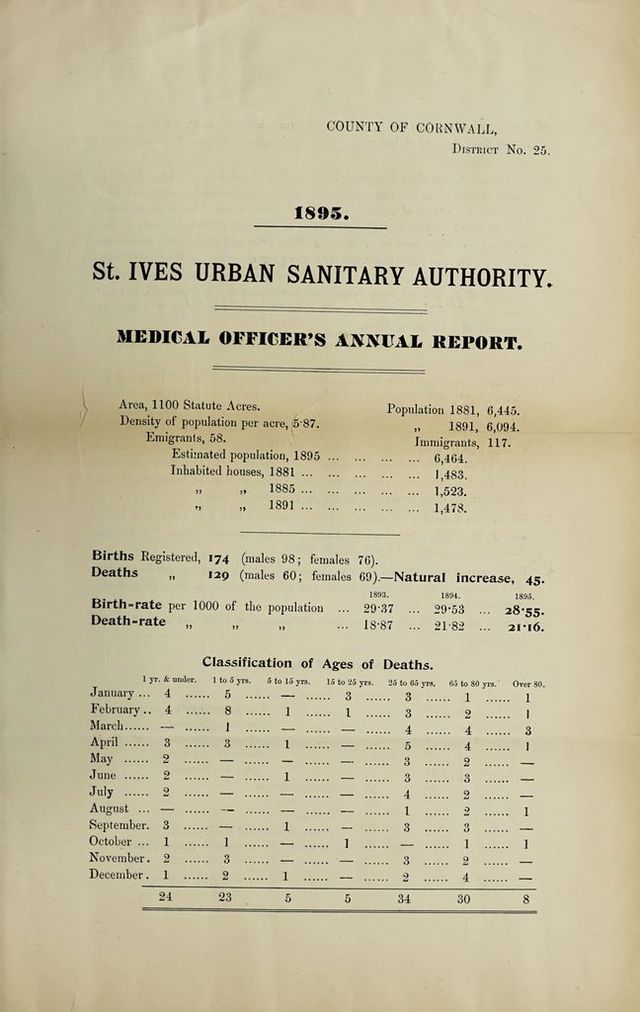 COUNTY OF CORNWALL,
DISTRICT No. 25.
1895.
St. IVES URBAN SANITARY AUTHORITY.
MEDICAL OFFICER'S ANNUAL REPORT.
Area, 1100 Statute Acres. Population 1881, 6,445.
Density of population per acre, 5·87. „ 1891, 6,094.
Emigrants, 58. Immigrants, 117.
Estimated population, 1895 ... ... ... ... 6,464.
Inhabited houses, 1881 ... ... ... ... ... 1,483.
„ „ 1885 ... ... ... ... ... 1,523.
„ „ 1891 ... ... ... ... ... 1,478.
Births Registered, 174 (males 98; females 76).
Deaths „ 129 (males 60; females 69).—Natural increase, 45.
1893. 1894. 1895.
Birth-rate per 1000 of the population ... 29·37 ... 29·53 ... 28·55.
Death-rate „ „ „ ... 18·87 ... 21·82 ... 21·16.
Classification of Ages of Deaths.
1 yr. & under. 1 to 5 yrs. 5 to 15 yrs. 15 to 25 yrs. 25 to 65 yrs. 65 to 80 yrs. Over 80.
January ... 4 ...... 5 ...... — ...... 3 ...... 3 ...... 1 ...... 1
February .. 4 ...... 8 ...... 1 ...... 1 ...... 3 ...... 2 ...... 1
March...... — ...... 1 ...... — ...... — ...... 4 ...... 4 ...... 3
April ...... 3 ...... 3 ...... 1 ...... — ...... 5 ...... 4 ...... 1
May ...... 2 ...... — ...... — ...... — ...... 3 ...... 2 ...... —
June ...... 2 ...... — ...... 1 ...... — ...... 3 ...... 3 ...... —
July ...... 2 ...... — ...... — ...... — ...... 4 ...... 2 ...... —
August ... — ...... — ...... — ...... — ...... 1 ...... 2 ...... 1
September. 3 ...... — ...... 1 ...... — ...... 3 ...... 3 ...... —
October ... 1 ...... 1 ...... — ...... 1 ...... — ...... 1 ...... 1
November. 2 ...... 3 ...... — ...... — ...... 3 ...... 2 ...... —
December. 1 ...... 2 ...... 1 ...... — ...... 2 ...... 4 ...... —
24 23 5 5 34 30 8